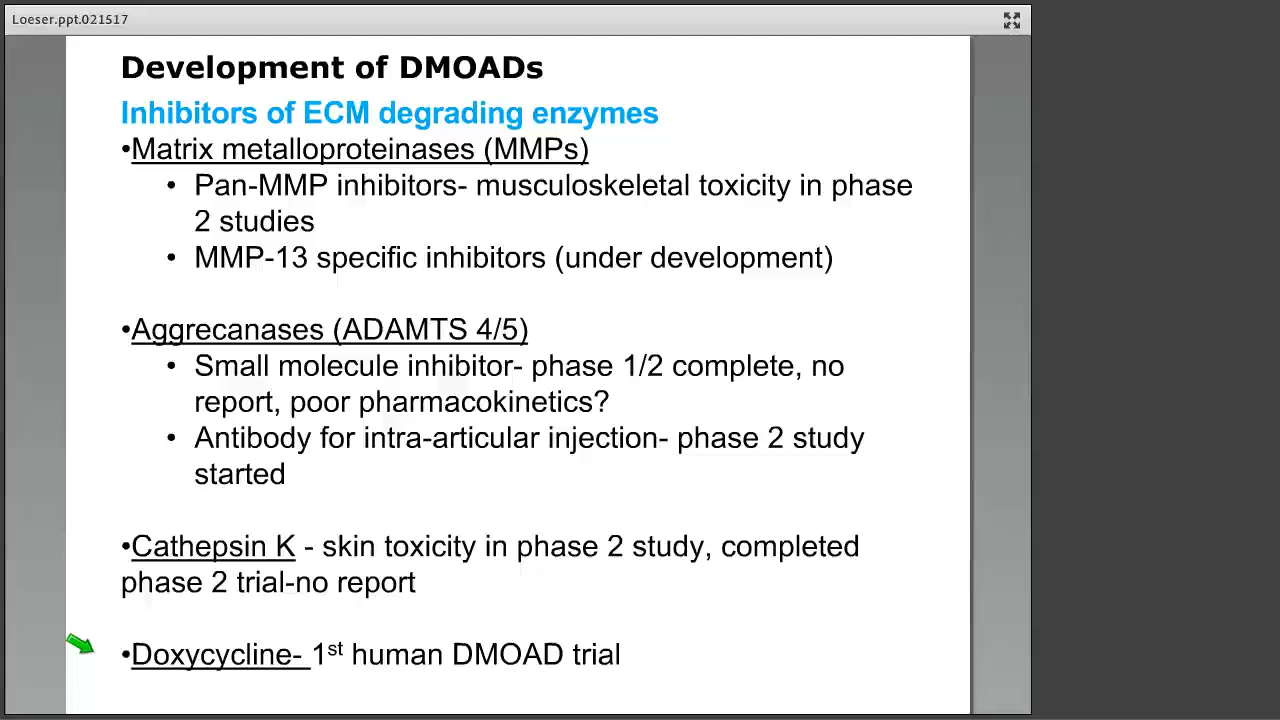 Loeser.ppt.021517
Development of DMOADs
Inhibitors of ECM degrading enzymes
•Matrix metalloproteinases (MMPs)
• Pan-MMP inhibitors- musculoskeletal toxicity in phase
2 studies
• MMP-13 specific inhibitors (under development)
•Aggrecanases (ADAMTS 4/5)
• Small molecule inhibitor- phase 1/2 complete, no
report, poor pharmacokinetics?
• Antibody for intra-articular injection- phase 2 study
started
•Cathepsin K - skin toxicity in phase 2 study, completed
phase 2 trial-no report
•Doxycycline- 1st human DMOAD trial